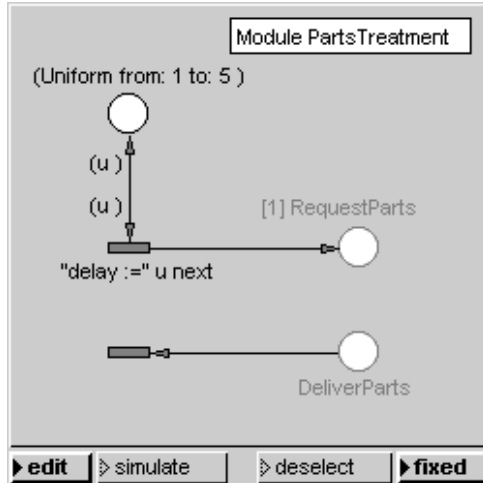 Module PartsTreatment
(Uniform from: 1 to: 5 )
(u )
(u )
[1] RequestParts
"delay :=" u next
DeliverParts
edit simulate deselect fixed